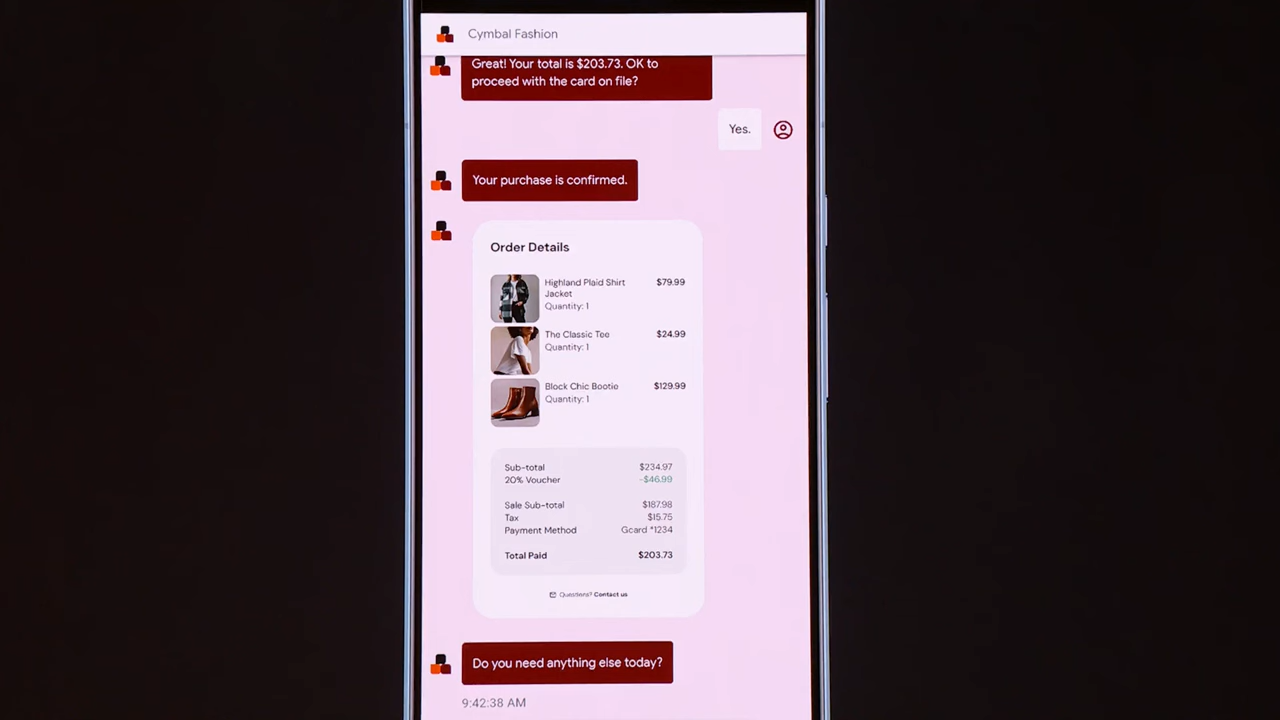 Cymbal Fashion
Great! Your total is $203.73. OK to
proceed with the card on file?
Yes.
Your purchase is confirmed.
Order Details
Highland Plaid Shirt $79.99
Jacket
Quantity: 1
The Classic Tee $24.99
Quantity: 1
Block Chic Bootie $129.99
Quantity: 1
Sub-total $234.97
20% Voucher -$46.99
Sale Sub-total $187.98
Tax $15.75
Payment Method Gcard *1234
Total Paid $203.73
Questions? Contact us
Do you need anything else today?
9:42:38 AM